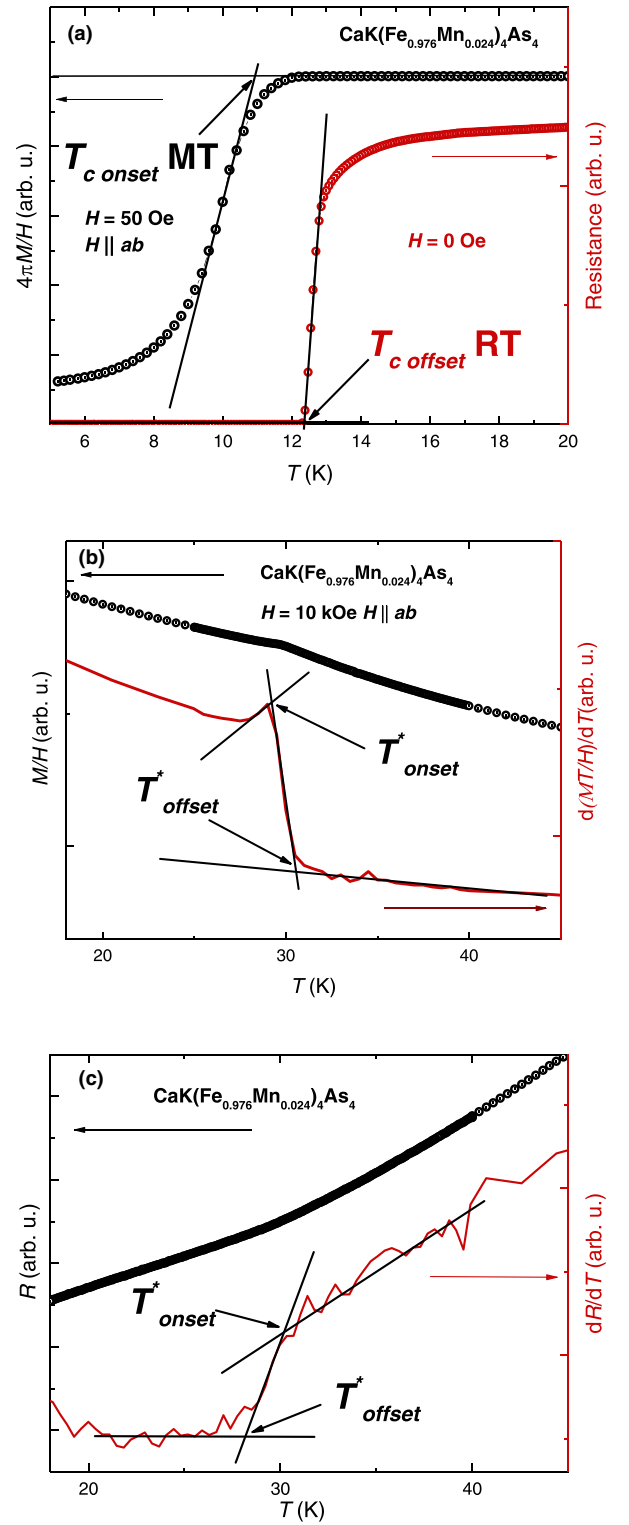 (a)
CaK(Fe0.976Mn0.024)4As4
Tc onset MT
H = 50 Oe
H || ab
H = 0 Oe
Tc offset RT
4πM/H (arb. u.)
Resistance (arb. u.)
6 8 10 12 14 16 18 20
T (K)
(b)
CaK(Fe0.976Mn0.024)4As4
H = 10 kOe H || ab
T*onset
T*offset
M/H (arb. u.)
d(MT/H)/dT(arb. u.)
20 30 40
T (K)
(c)
CaK(Fe0.976Mn0.024)4As4
T*onset
T*offset
R (arb. u.)
dR/dT (arb. u.)
20 30 40
T (K)